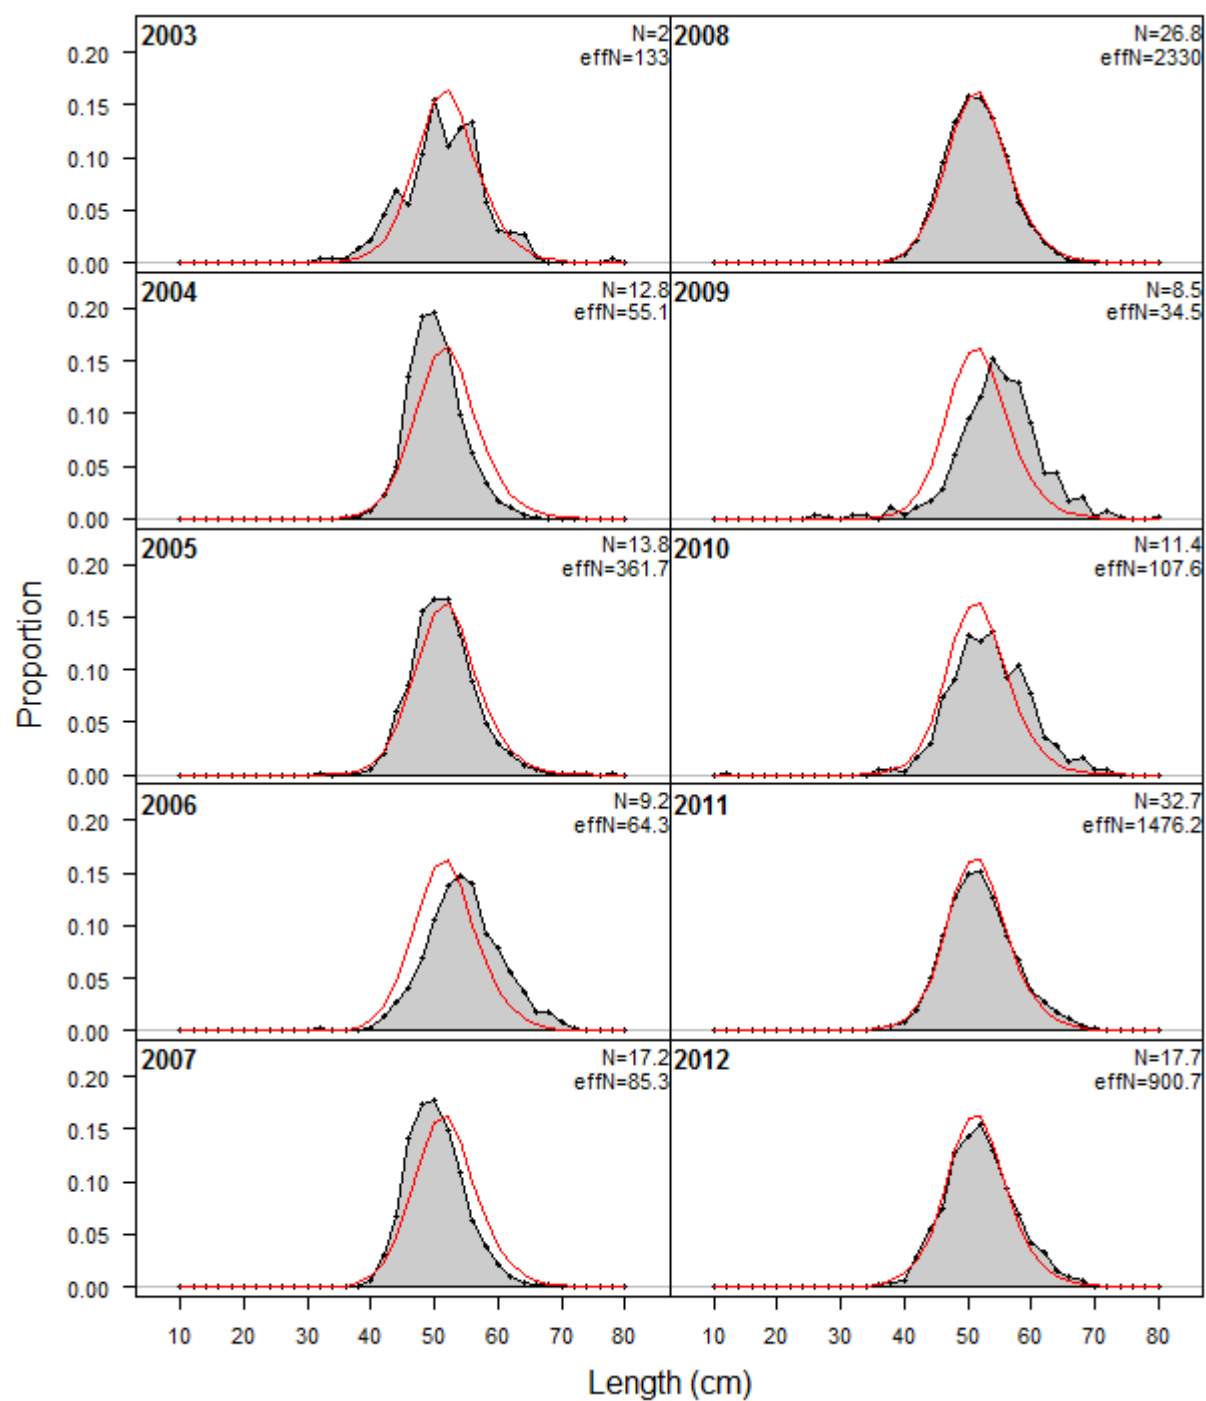 2003
N=2
effN=133
0.20
0.15
0.10
0.05
0.00
2004
N=12.8
effN=55.1
0.20
0.15
0.10
0.05
0.00
2005
N=13.8
effN=361.7
0.20
0.15
0.10
0.05
0.00
2006
N=9.2
effN=64.3
0.20
0.15
0.10
0.05
0.00
2007
N=17.2
effN=85.3
0.20
0.15
0.10
0.05
0.00
2008
N=26.8
effN=2330
2009
N=8.5
effN=34.5
2010
N=11.4
effN=107.6
2011
N=32.7
effN=1476.2
2012
N=17.7
effN=900.7
10 20 30 40 50 60 70 80
10 20 30 40 50 60 70 80
Proportion
Length (cm)